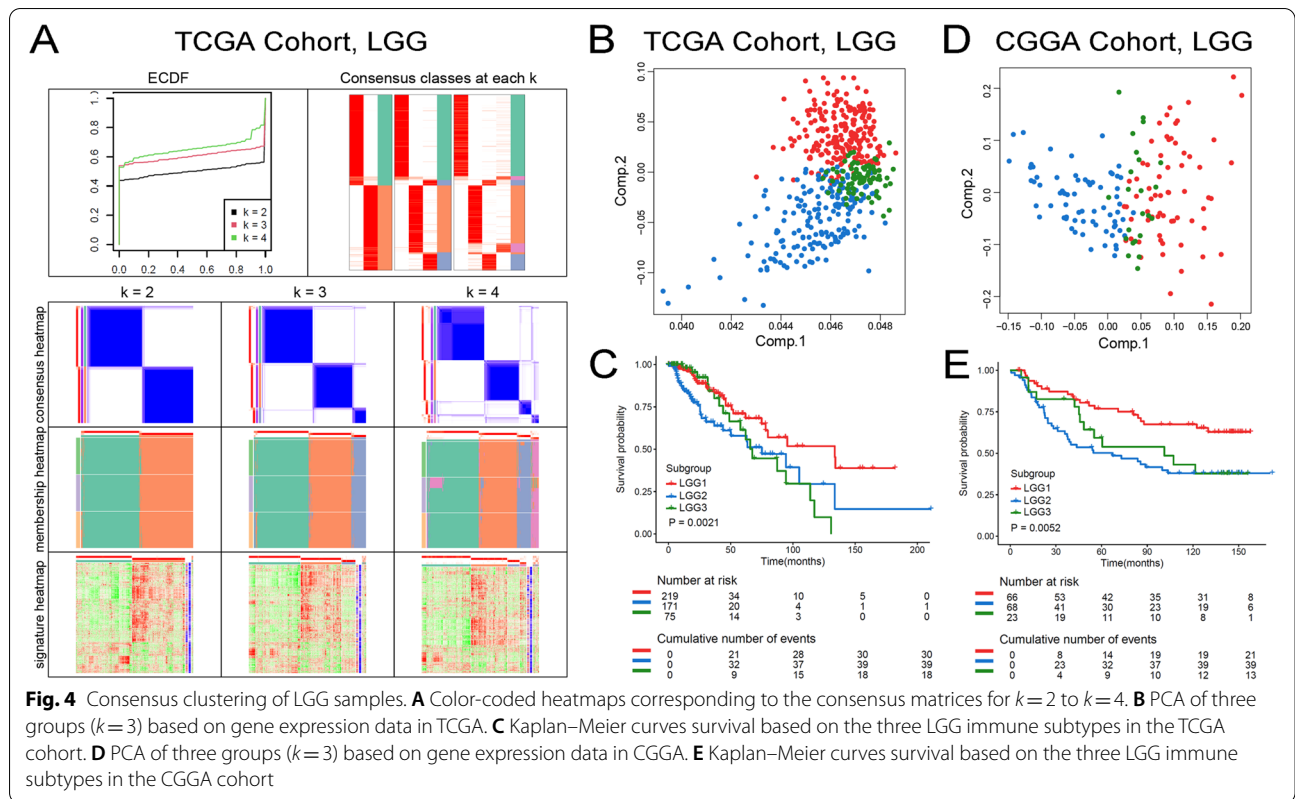 A
TCGA Cohort, LGG
ECDF
Consensus classes at each k
1.0
0.8
0.6
0.4
0.2
0.0
k = 2
k = 3
k = 4
0.0 0.2 0.4 0.6 0.8 1.0
k = 2 k = 3 k = 4
consensus heatmap
membership heatmap
signature heatmap
B
TCGA Cohort, LGG
0.10
0.05
0.00
-0.05
-0.10
Comp.2
0.040 0.042 0.044 0.046 0.048
Comp.1
C
1.00
0.75
0.50
0.25
0.00
Survival probability
Subgroup
LGG1
LGG2
LGG3
P = 0.0021
0 50 100 150 200
Time(months)
Number at risk
219 34 10 5 0
171 20 4 1 1
75 14 3 0 0
Cumulative number of events
0 21 28 30 30
0 32 37 39 39
0 9 15 18 18
D
CGGA Cohort, LGG
0.2
0.1
0.0
-0.1
-0.2
Comp.2
-0.15 -0.10 -0.05 0.00 0.05 0.10 0.15 0.20
Comp.1
E
1.00
0.75
0.50
0.25
0.00
Survival probability
Subgroup
LGG1
LGG2
LGG3
P = 0.0052
0 30 60 90 120 150
Time(months)
Number at risk
66 53 42 35 31 8
68 41 30 23 19 6
23 19 11 10 8 1
Cumulative number of events
0 8 14 19 19 21
0 23 32 37 39 39
0 4 9 10 12 13
Fig. 4 Consensus clustering of LGG samples. A Color-coded heatmaps corresponding to the consensus matrices for k = 2 to k = 4. B PCA of three
groups (k = 3) based on gene expression data in TCGA. C Kaplan–Meier curves survival based on the three LGG immune subtypes in the TCGA
cohort. D PCA of three groups (k = 3) based on gene expression data in CGGA. E Kaplan–Meier curves survival based on the three LGG immune
subtypes in the CGGA cohort